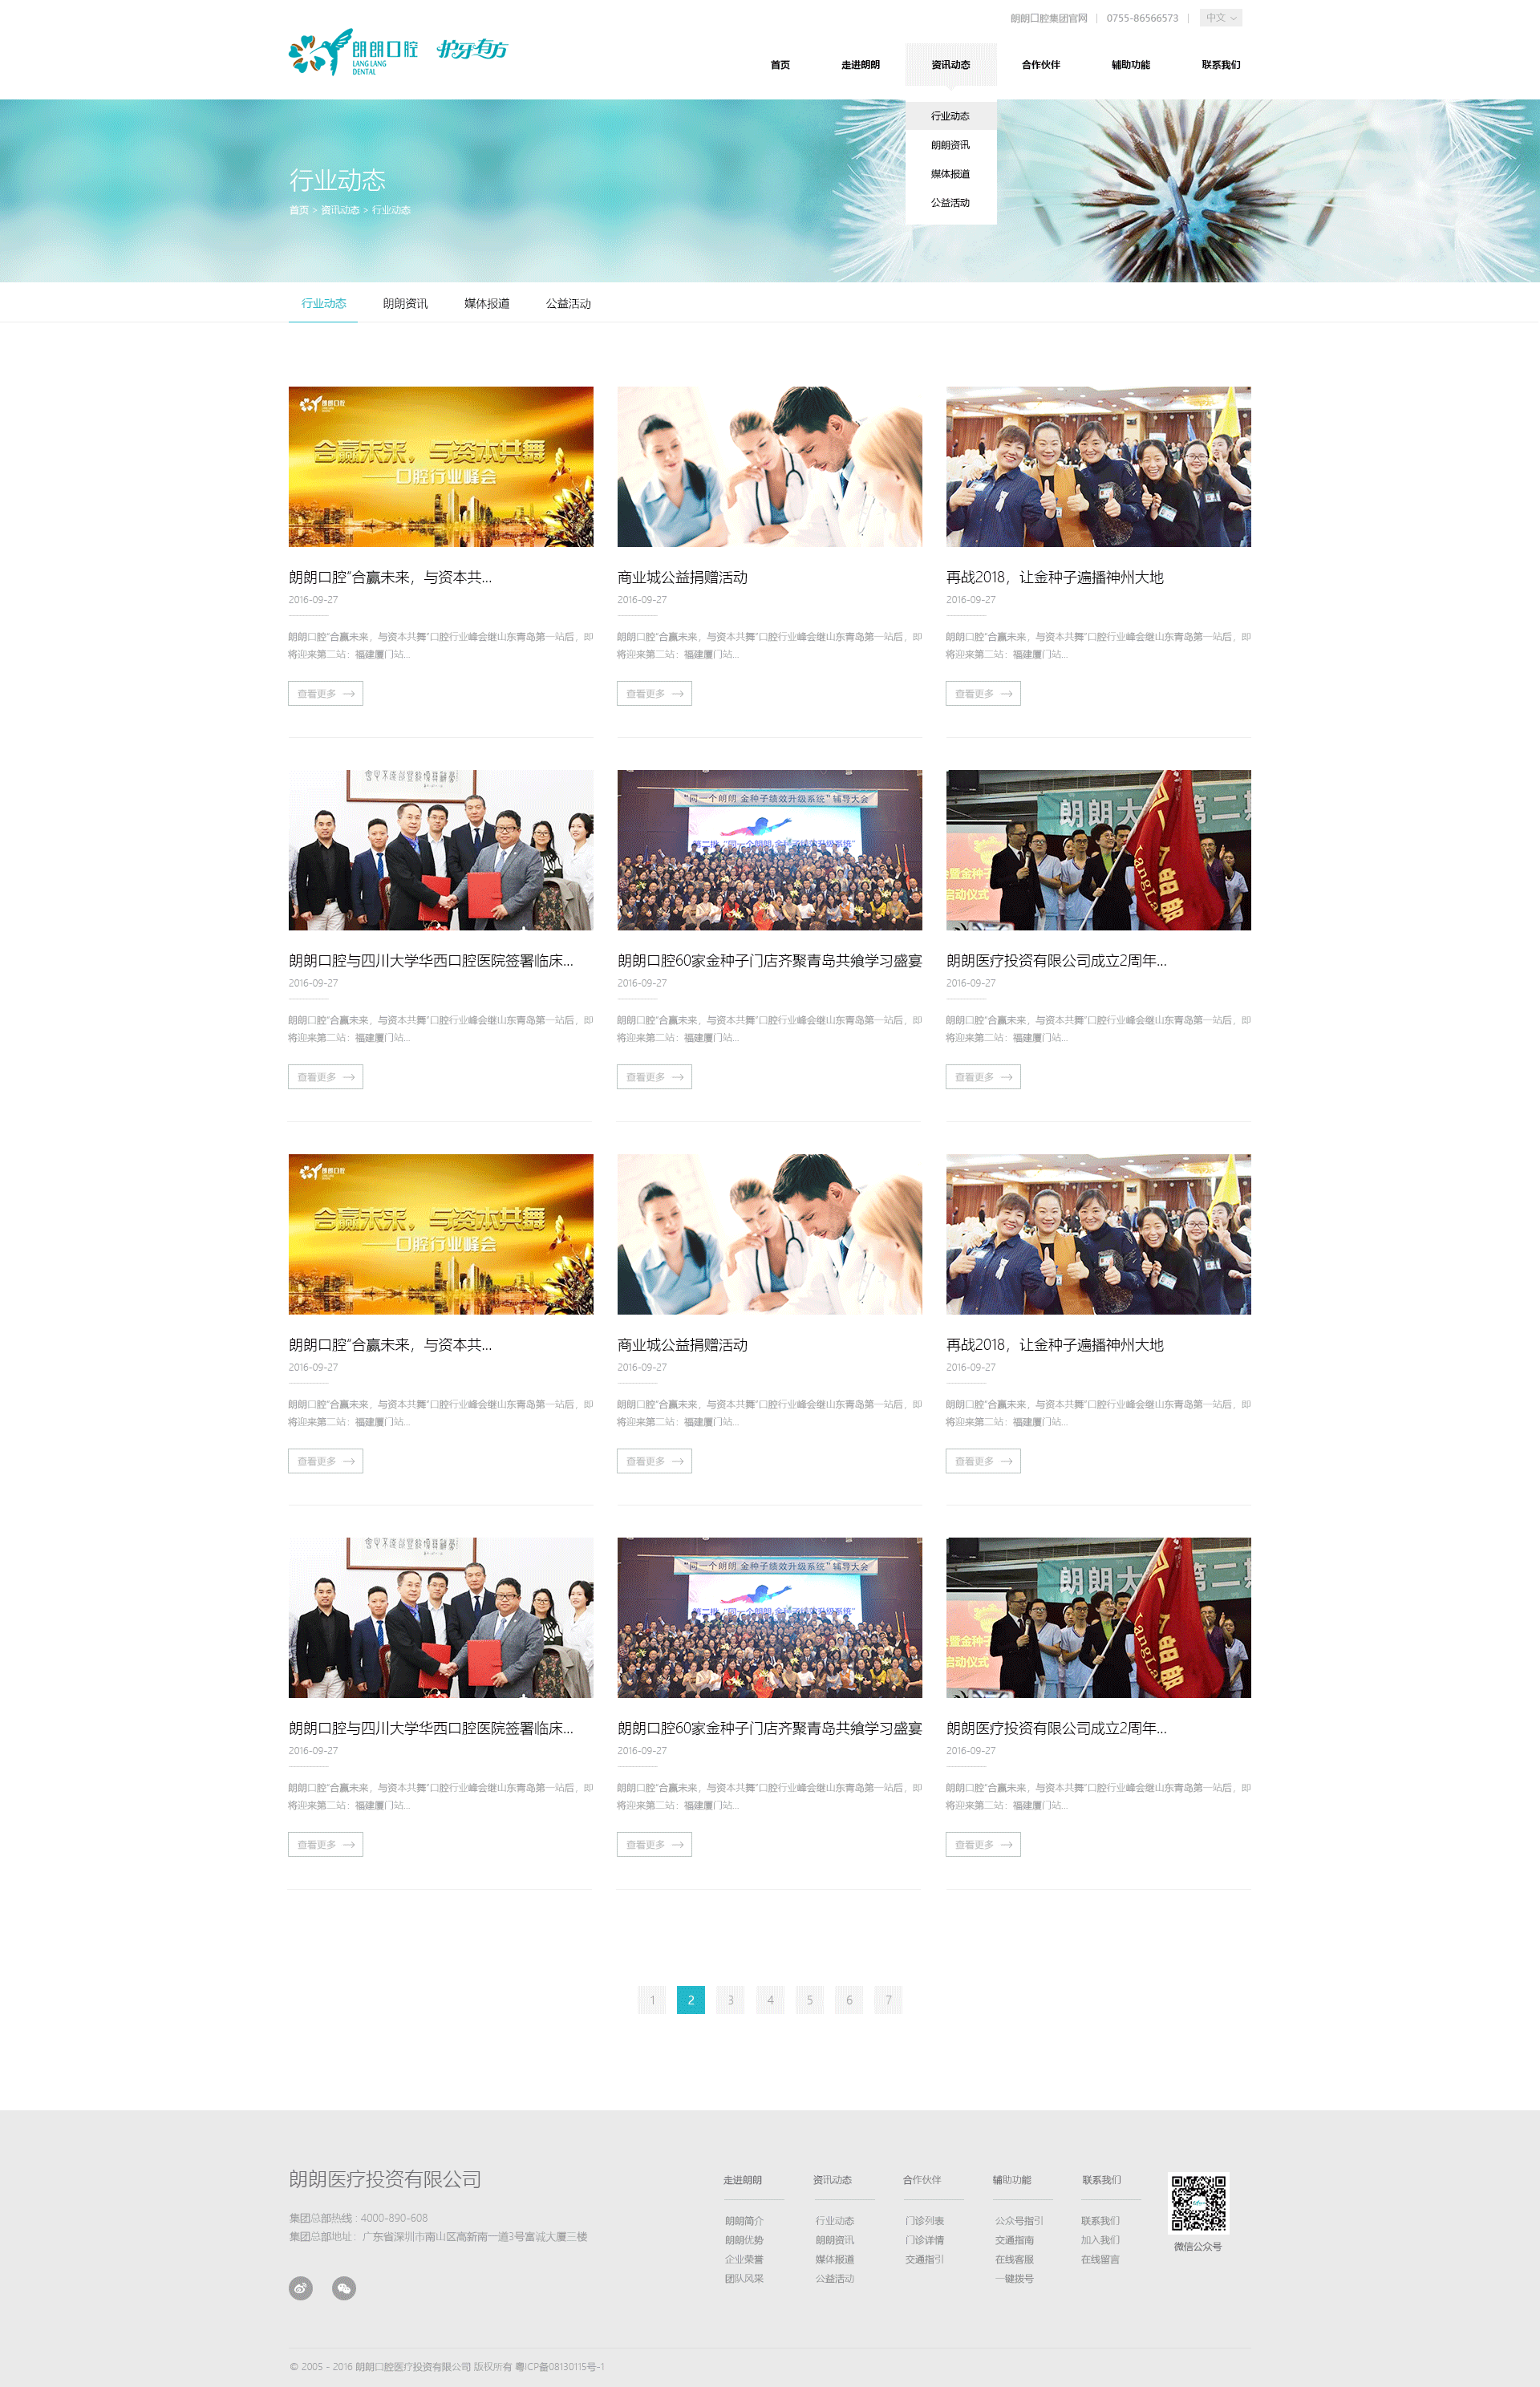 朗朗口腔集团官网 | 0755-86566573 | 中文
朗朗口腔
LANG LANG
DENTAL
护牙有方
首页 走进朗朗 资讯动态 合作伙伴 辅助功能 联系我们
行业动态
朗朗资讯
媒体报道
公益活动
行业动态
首页 > 资讯动态 > 行业动态
行业动态 朗朗资讯 媒体报道 公益活动
朗朗口腔
合赢未来，与资本共舞
——口腔行业峰会
朗朗口腔"合赢未来，与资本共...
2016-09-27
朗朗口腔"合赢未来，与资本共舞"口腔行业峰会继山东青岛第一站后，即
将迎来第二站：福建厦门站...
查看更多
商业城公益捐赠活动
2016-09-27
朗朗口腔"合赢未来，与资本共舞"口腔行业峰会继山东青岛第一站后，即
将迎来第二站：福建厦门站...
查看更多
再战2018，让金种子遍播神州大地
2016-09-27
朗朗口腔"合赢未来，与资本共舞"口腔行业峰会继山东青岛第一站后，即
将迎来第二站：福建厦门站...
查看更多
朗朗口腔与四川大学华西口腔医院签署临床...
2016-09-27
朗朗口腔"合赢未来，与资本共舞"口腔行业峰会继山东青岛第一站后，即
将迎来第二站：福建厦门站...
查看更多
"同一个朗朗 金种子绩效升级系统"辅导大会
第二批"同一个朗朗 金种子绩效升级系统"
朗朗口腔60家金种子门店齐聚青岛共飨学习盛宴
2016-09-27
朗朗口腔"合赢未来，与资本共舞"口腔行业峰会继山东青岛第一站后，即
将迎来第二站：福建厦门站...
查看更多
朗朗大 第二期
暨金种子
启动仪式
LangLa
朗朗医疗投资有限公司成立2周年...
2016-09-27
朗朗口腔"合赢未来，与资本共舞"口腔行业峰会继山东青岛第一站后，即
将迎来第二站：福建厦门站...
查看更多
朗朗口腔
合赢未来，与资本共舞
——口腔行业峰会
朗朗口腔"合赢未来，与资本共...
2016-09-27
朗朗口腔"合赢未来，与资本共舞"口腔行业峰会继山东青岛第一站后，即
将迎来第二站：福建厦门站...
查看更多
商业城公益捐赠活动
2016-09-27
朗朗口腔"合赢未来，与资本共舞"口腔行业峰会继山东青岛第一站后，即
将迎来第二站：福建厦门站...
查看更多
再战2018，让金种子遍播神州大地
2016-09-27
朗朗口腔"合赢未来，与资本共舞"口腔行业峰会继山东青岛第一站后，即
将迎来第二站：福建厦门站...
查看更多
朗朗口腔与四川大学华西口腔医院签署临床...
2016-09-27
朗朗口腔"合赢未来，与资本共舞"口腔行业峰会继山东青岛第一站后，即
将迎来第二站：福建厦门站...
查看更多
"同一个朗朗 金种子绩效升级系统"辅导大会
第二批"同一个朗朗 金种子绩效升级系统"
朗朗口腔60家金种子门店齐聚青岛共飨学习盛宴
2016-09-27
朗朗口腔"合赢未来，与资本共舞"口腔行业峰会继山东青岛第一站后，即
将迎来第二站：福建厦门站...
查看更多
朗朗大 第二期
暨金种子
启动仪式
LangLa
朗朗医疗投资有限公司成立2周年...
2016-09-27
朗朗口腔"合赢未来，与资本共舞"口腔行业峰会继山东青岛第一站后，即
将迎来第二站：福建厦门站...
查看更多
1 2 3 4 5 6 7
朗朗医疗投资有限公司
集团总部热线 : 4000-890-608
集团总部地址：广东省深圳市南山区高新南一道3号富诚大厦三楼
走进朗朗
朗朗简介
朗朗优势
企业荣誉
团队风采
资讯动态
行业动态
朗朗资讯
媒体报道
公益活动
合作伙伴
门诊列表
门诊详情
交通指引
辅助功能
公众号指引
交通指南
在线客服
一键拨号
联系我们
联系我们
加入我们
在线留言
微信公众号
© 2005 - 2016 朗朗口腔医疗投资有限公司 版权所有 粤ICP备08130115号-1